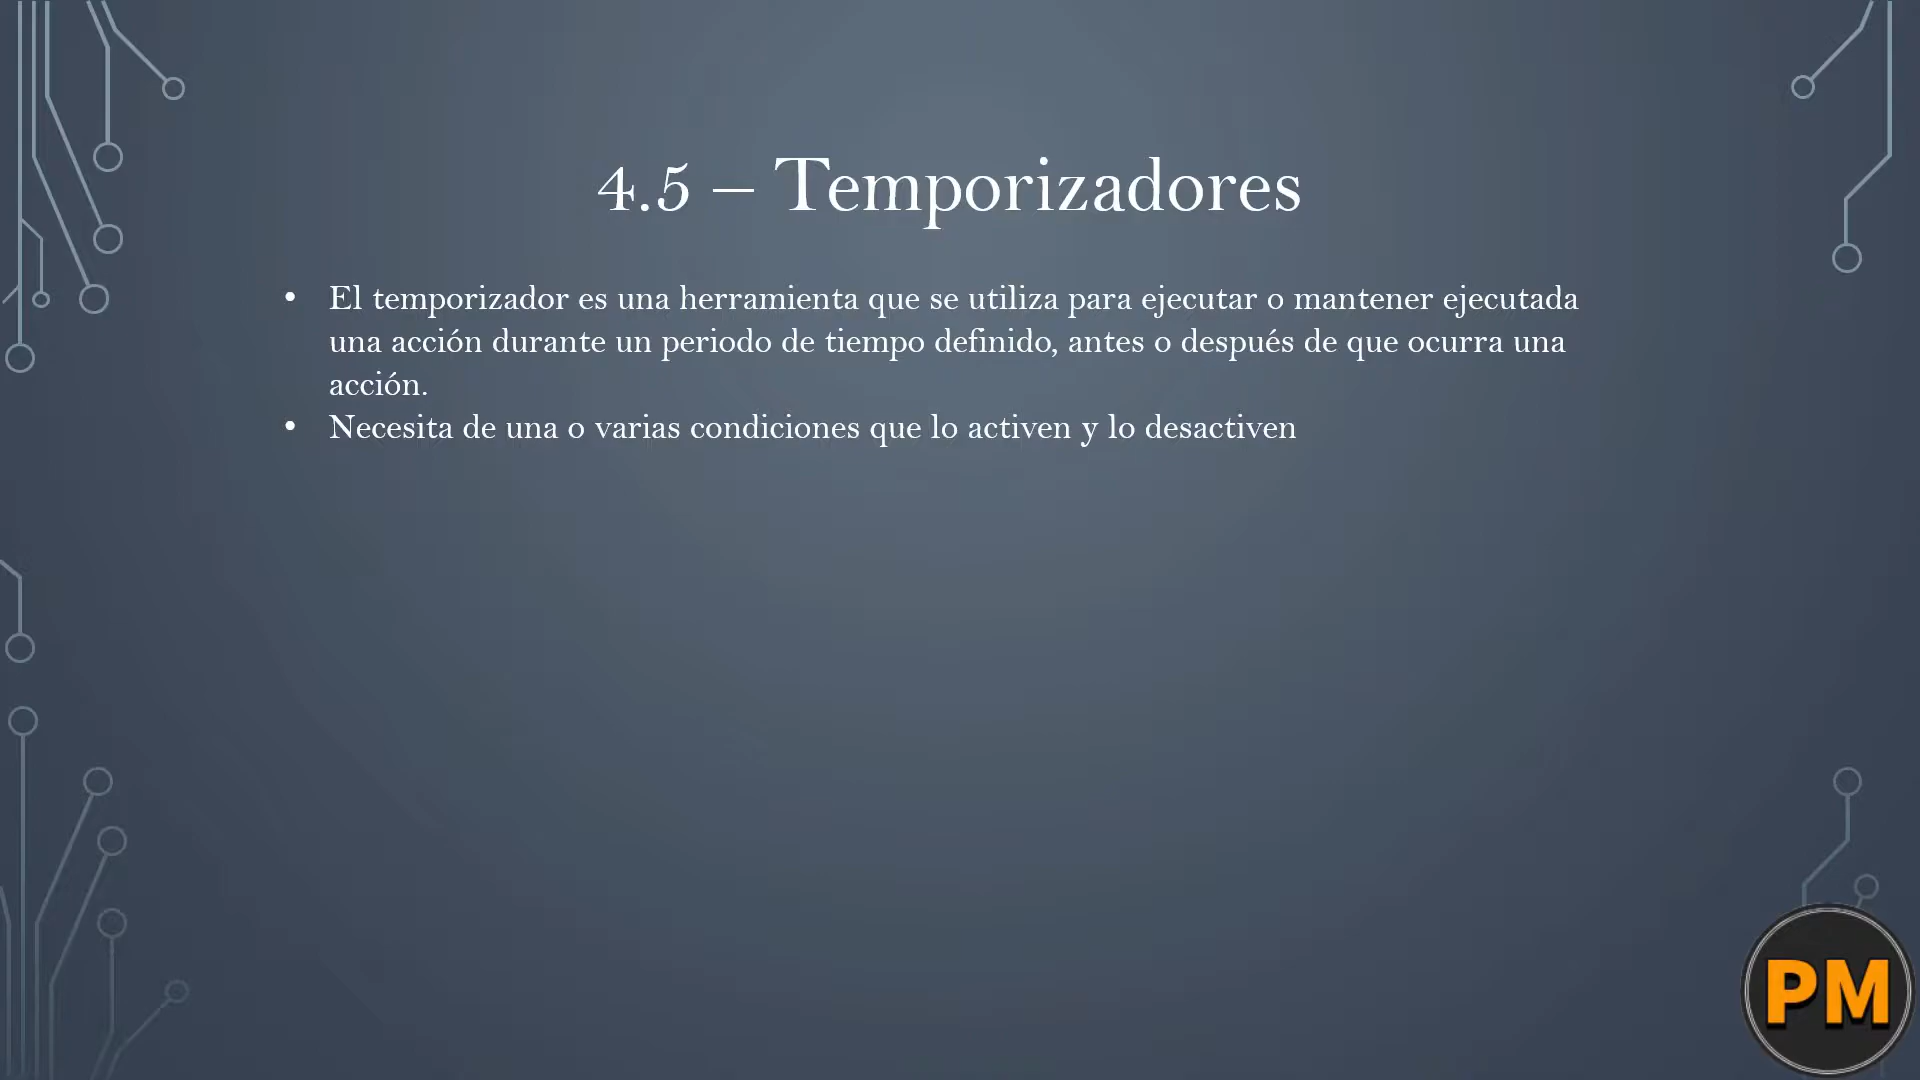 4.5 – Temporizadores
• El temporizador es una herramienta que se utiliza para ejecutar o mantener ejecutada
una acción durante un periodo de tiempo definido, antes o después de que ocurra una
acción.
• Necesita de una o varias condiciones que lo activen y lo desactiven
PM